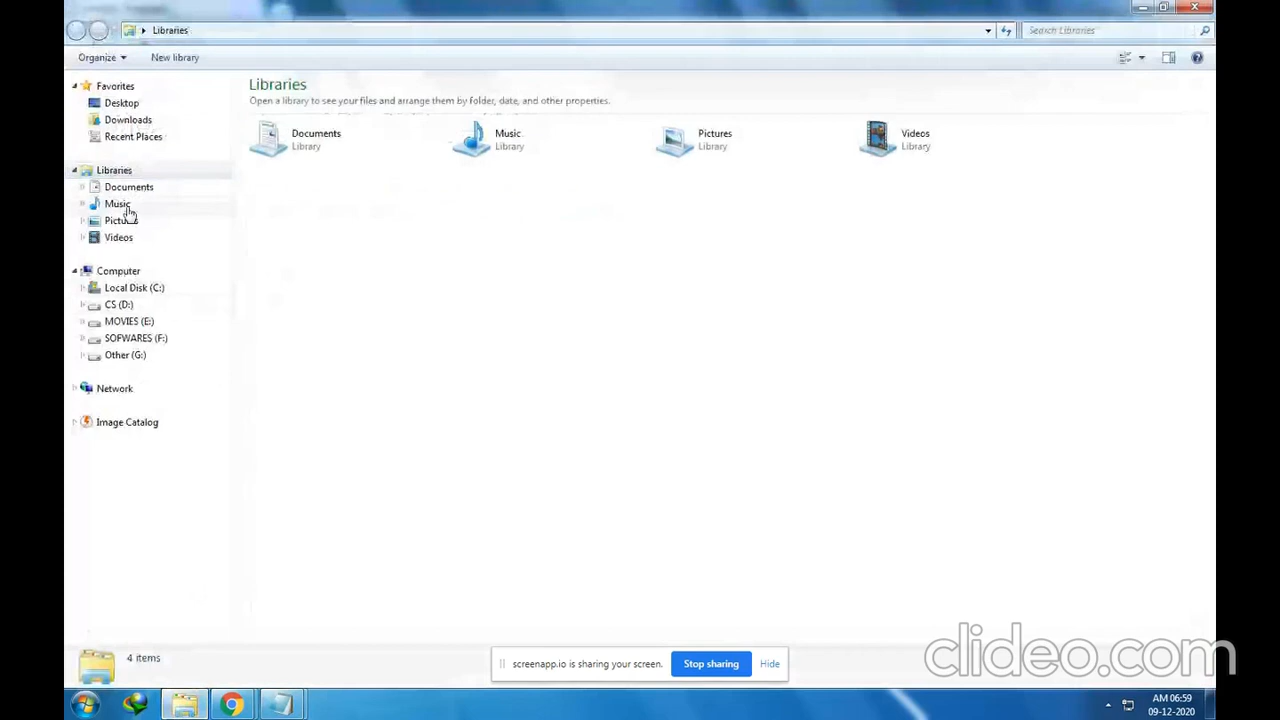 Libraries
Search Libraries
Organize
New library
Favorites
Desktop
Downloads
Recent Places
Libraries
Documents
Music
Pictures
Videos
Computer
Local Disk (C:)
CS (D:)
MOVIES (E:)
SOFWARES (F:)
Other (G:)
Network
Image Catalog
Libraries
Open a library to see your files and arrange them by folder, date, and other properties.
Documents
Library
Music
Library
Pictures
Library
Videos
Library
4 items
screenapp.io is sharing your screen.
Stop sharing
Hide
clideo.com
AM 06:59
09-12-2020